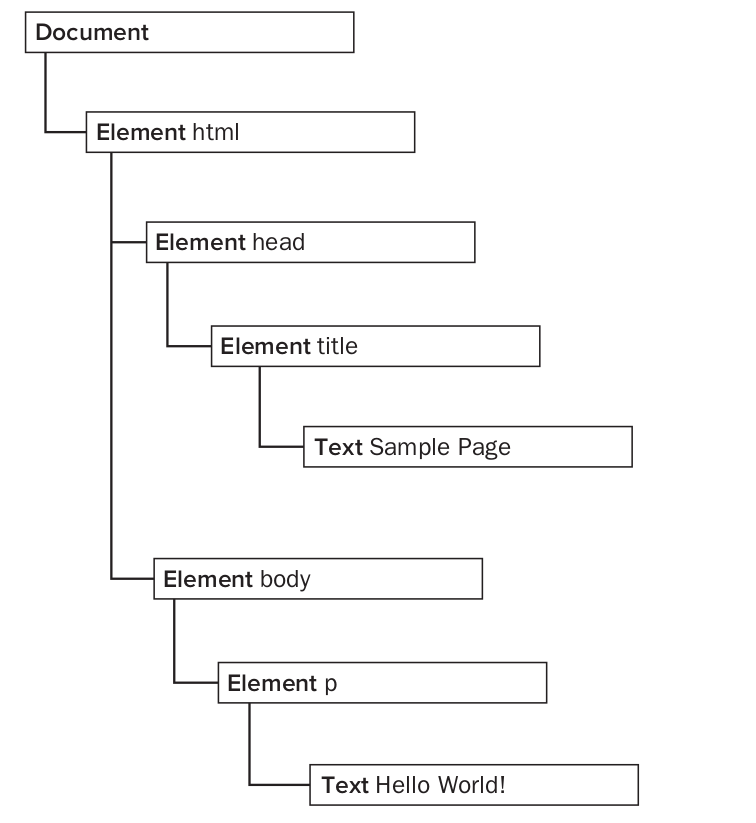 Document
Element html
Element head
Element title
Text Sample Page
Element body
Element p
Text Hello World!